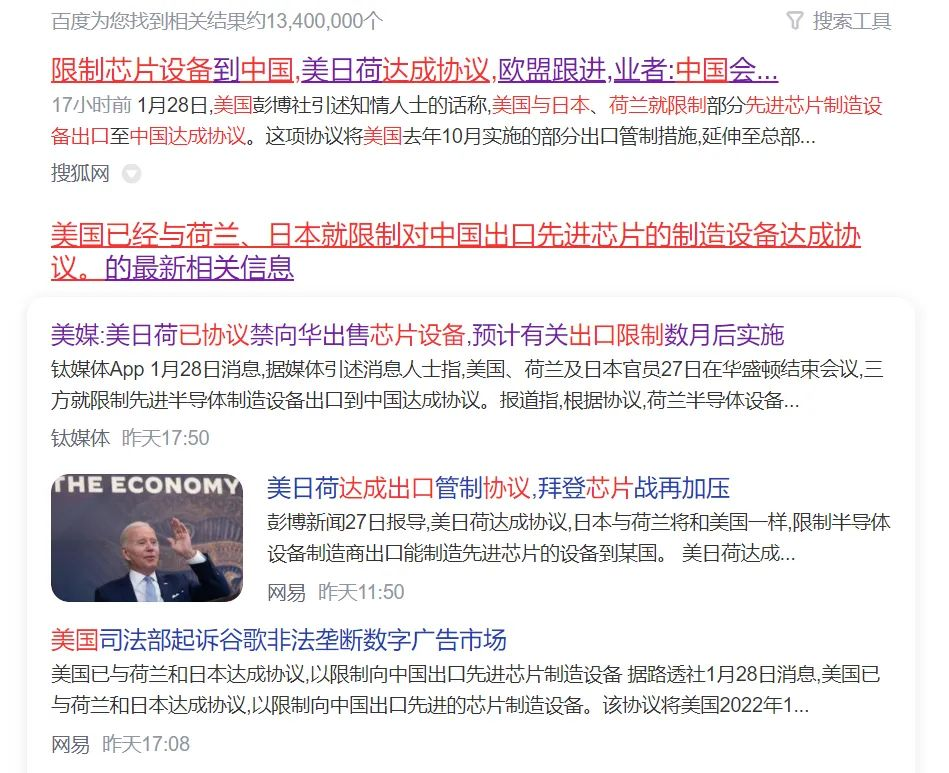 百度为您找到相关结果约13,400,000个
搜索工具
限制芯片设备到中国,美日荷达成协议,欧盟跟进,业者:中国会...
17小时前 1月28日,美国彭博社引述知情人士的话称,美国与日本、荷兰就限制部分先进芯片制造设
备出口至中国达成协议。这项协议将美国去年10月实施的部分出口管制措施,延伸至总部...
搜狐网
美国已经与荷兰、日本就限制对中国出口先进芯片的制造设备达成协
议。的最新相关信息
美媒:美日荷已协议禁向华出售芯片设备,预计有关出口限制数月后实施
钛媒体App 1月28日消息,据媒体引述消息人士指,美国、荷兰及日本官员27日在华盛顿结束会议,三
方就限制先进半导体制造设备出口到中国达成协议。报道指,根据协议,荷兰半导体设备...
钛媒体 昨天17:50
THE ECONOMY
美日荷达成出口管制协议,拜登芯片战再加压
彭博新闻27日报导,美日荷达成协议,日本与荷兰将和美国一样,限制半导体
设备制造商出口能制造先进芯片的设备到某国。 美日荷达成...
网易 昨天11:50
美国司法部起诉谷歌非法垄断数字广告市场
美国已与荷兰和日本达成协议,以限制向中国出口先进芯片制造设备 据路透社1月28日消息,美国已
与荷兰和日本达成协议,以限制向中国出口先进的芯片制造设备。该协议将美国2022年1...
网易 昨天17:08